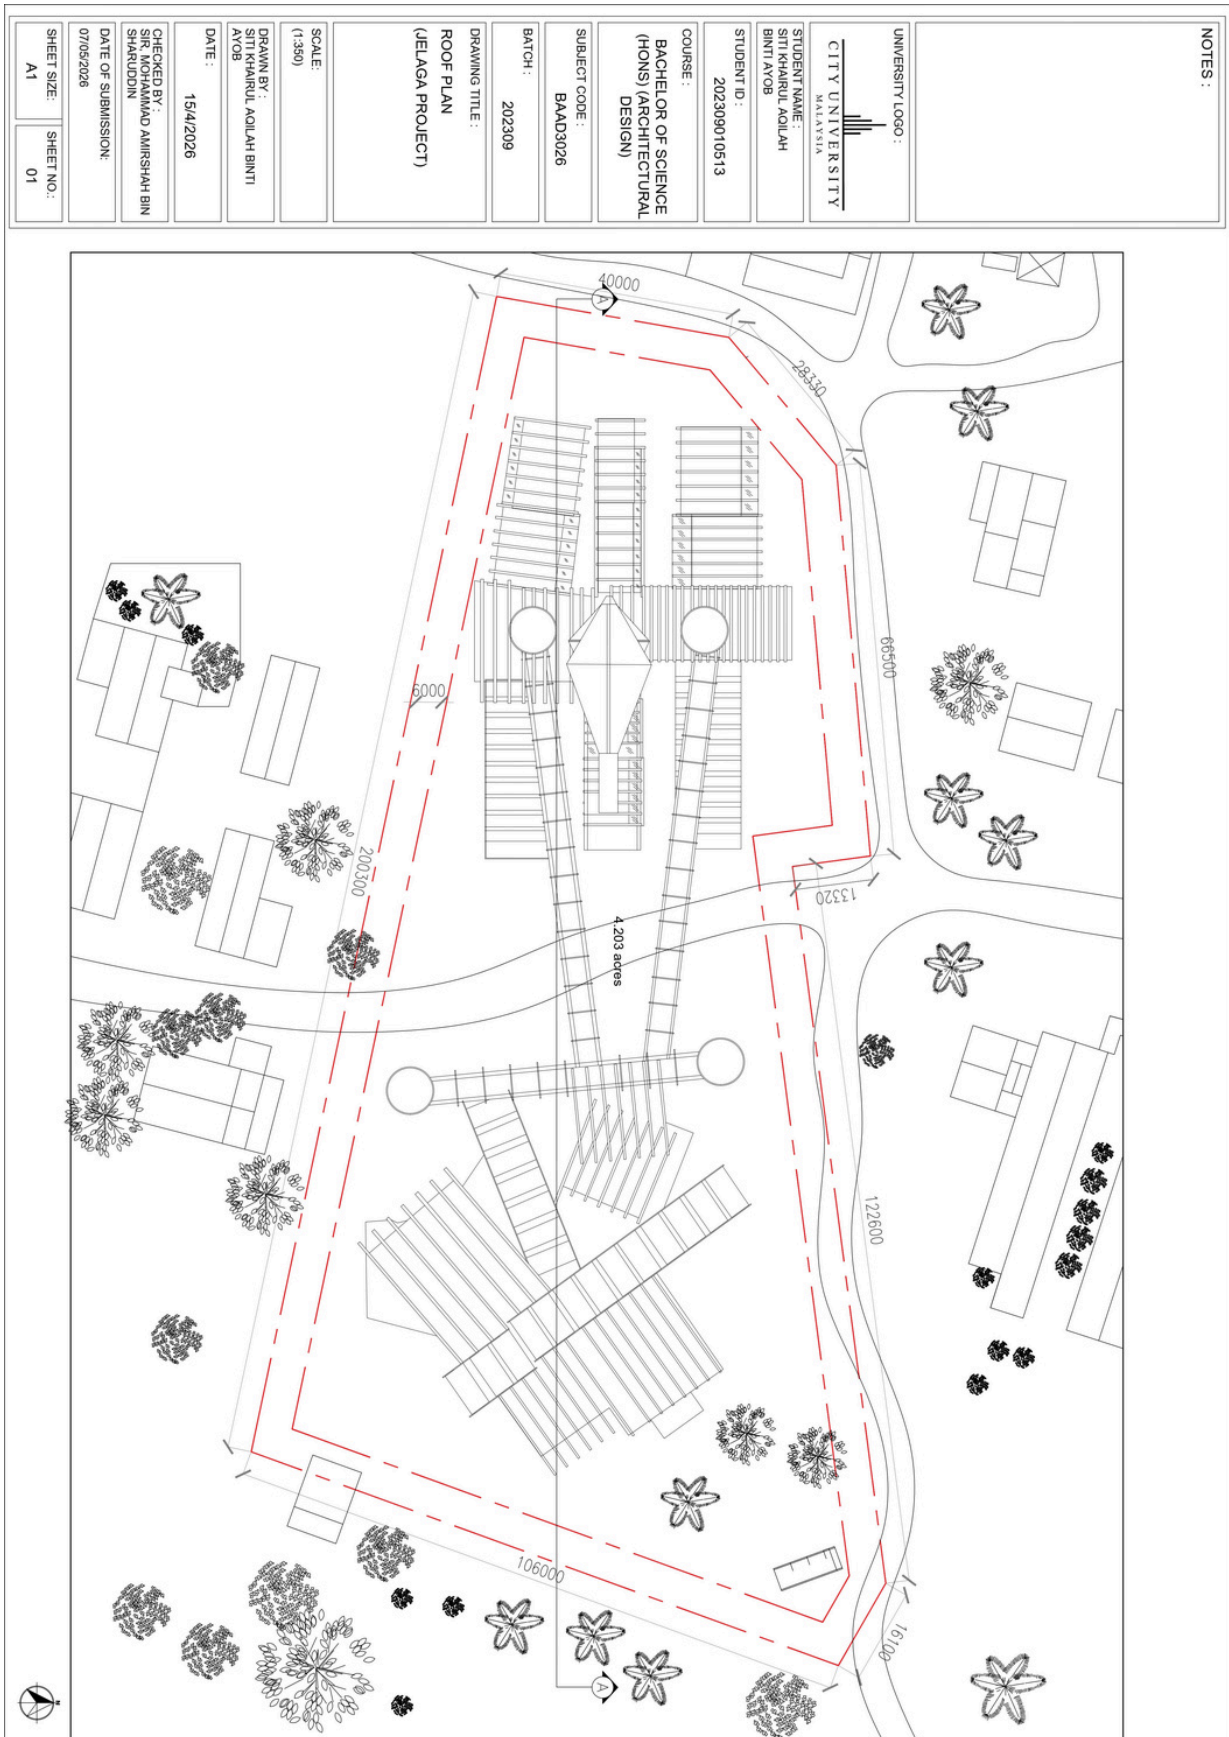 NOTES :
UNIVERSITY LOGO :
CITY UNIVERSITY
MALAYSIA
STUDENT NAME :
SITI KHAIRUL AQILAH
BINTI AYOB
STUDENT ID :
202309010513
COURSE :
BACHELOR OF SCIENCE
(HONS) (ARCHITECTURAL
DESIGN)
SUBJECT CODE :
BAAD3026
BATCH :
202309
DRAWING TITLE :
ROOF PLAN
(JELAGA PROJECT)
SCALE:
(1:350)
DRAWN BY :
SITI KHAIRUL AQILAH BINTI
AYOB
DATE :
15/4/2026
CHECKED BY :
SIR. MOHAMMAD AMIRSHAH BIN
SHARUDDIN
DATE OF SUBMISSION:
07/05/2026
SHEET SIZE:
A1
SHEET NO.:
01
40000
A
28330
66500
6000
200300
13320
4.203 acres
122600
106000
16100
A